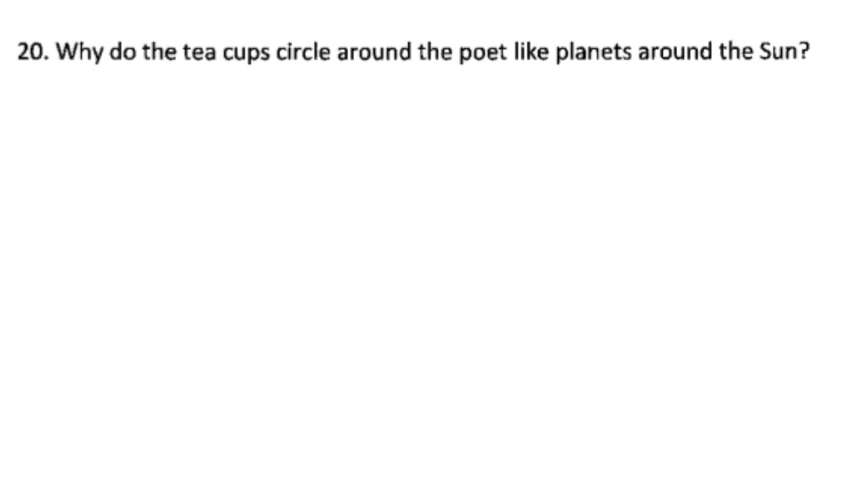 20. Why do the tea cups circle around the poet like planets around the Sun?